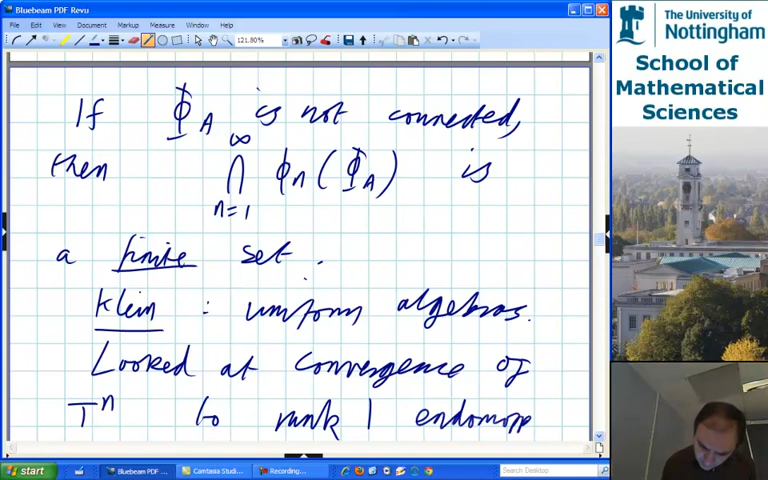 Bluebeam PDF Revu
File Edit View Document Markup Measure Window Help
121.80%
If Φ_A is not connected,
then ⋂_{n=1}^{∞} φ_n(Φ_A) is
a finite set.
Klein : uniform algebras.
Looked at convergence of
T^n to rank 1 endomorp
The University of
Nottingham
School of
Mathematical
Sciences
start
Bluebeam PDF Revu
Camtasia Studi...
Recording...
Search Desktop